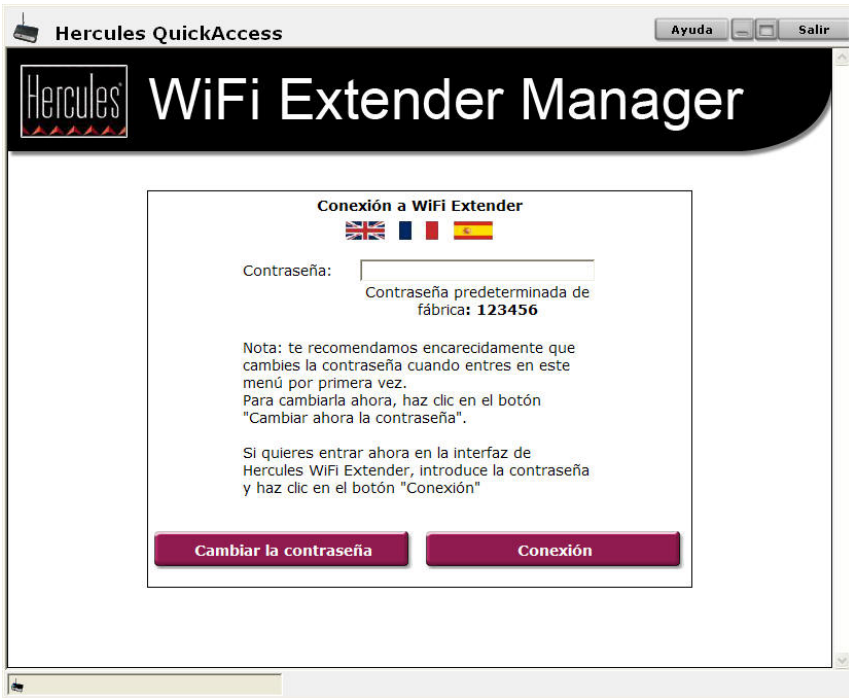 Hercules QuickAccess
Ayuda
Salir
Hercules
WiFi Extender Manager
Conexión a WiFi Extender
Contraseña:
Contraseña predeterminada de
fábrica: 123456
Nota: te recomendamos encarecidamente que
cambies la contraseña cuando entres en este
menú por primera vez.
Para cambiarla ahora, haz clic en el botón
"Cambiar ahora la contraseña".
Si quieres entrar ahora en la interfaz de
Hercules WiFi Extender, introduce la contraseña
y haz clic en el botón "Conexión"
Cambiar la contraseña
Conexión